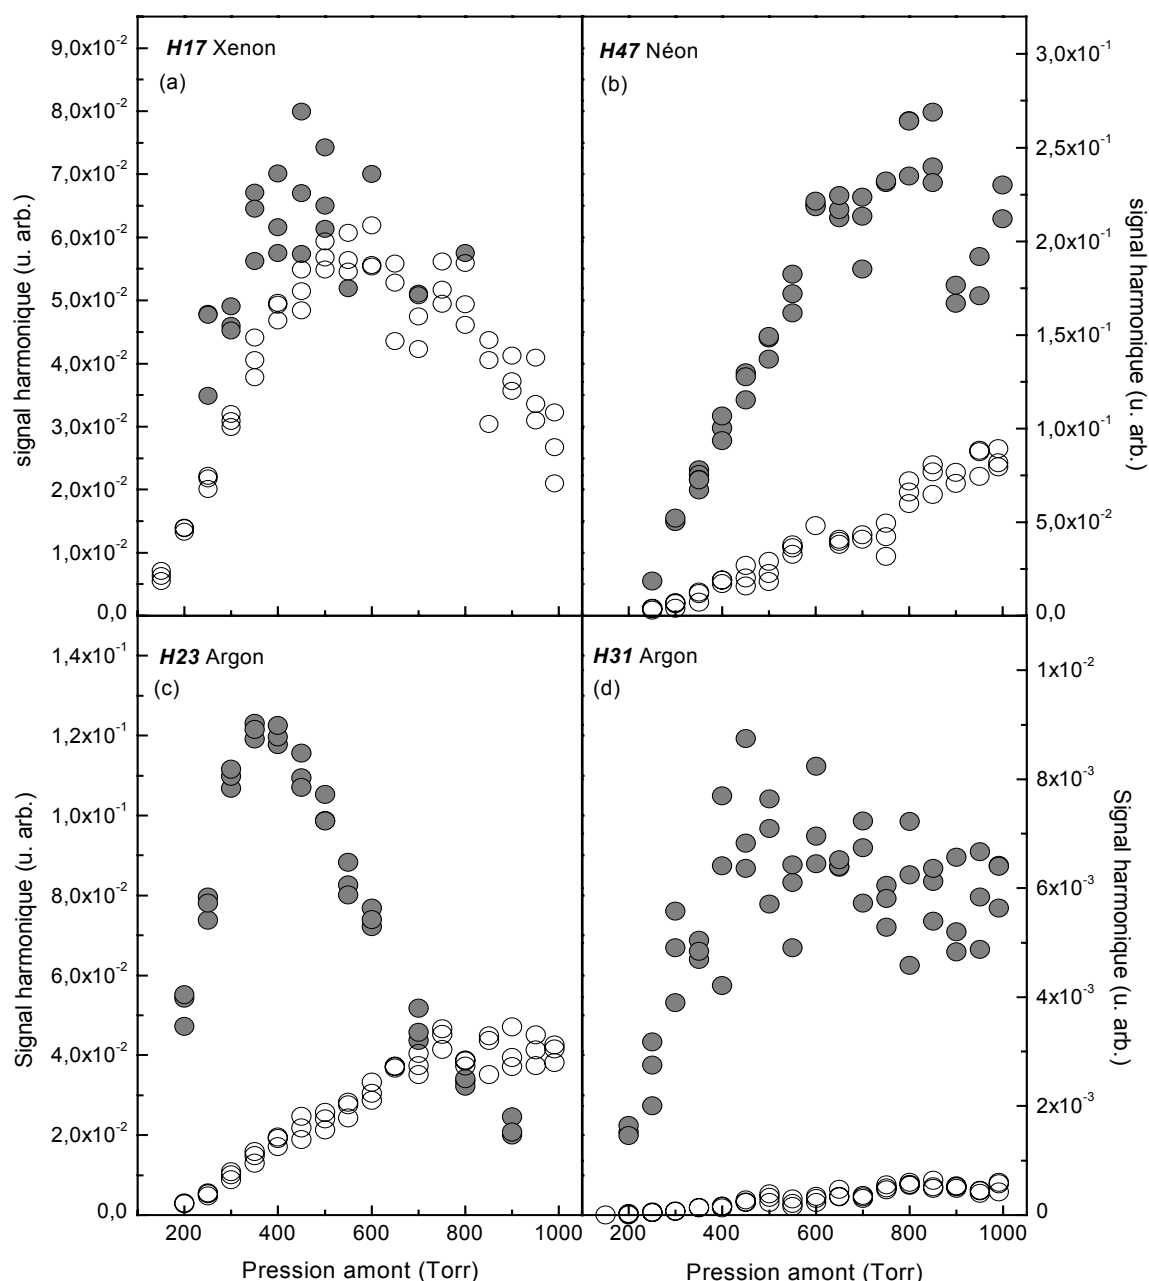 H17 Xenon
(a)
9,0x10⁻²
8,0x10⁻²
7,0x10⁻²
6,0x10⁻²
5,0x10⁻²
4,0x10⁻²
3,0x10⁻²
2,0x10⁻²
1,0x10⁻²
0,0
signal harmonique (u. arb.)
H47 Néon
(b)
3,0x10⁻¹
2,5x10⁻¹
2,0x10⁻¹
1,5x10⁻¹
1,0x10⁻¹
5,0x10⁻²
0,0
signal harmonique (u. arb.)
H23 Argon
(c)
1,4x10⁻¹
1,2x10⁻¹
1,0x10⁻¹
8,0x10⁻²
6,0x10⁻²
4,0x10⁻²
2,0x10⁻²
0,0
Signal harmonique (u. arb.)
200 400 600 800 1000
Pression amont (Torr)
H31 Argon
(d)
1x10⁻²
8x10⁻³
6x10⁻³
4x10⁻³
2x10⁻³
0
Signal harmonique (u. arb.)
200 400 600 800 1000
Pression amont (Torr)